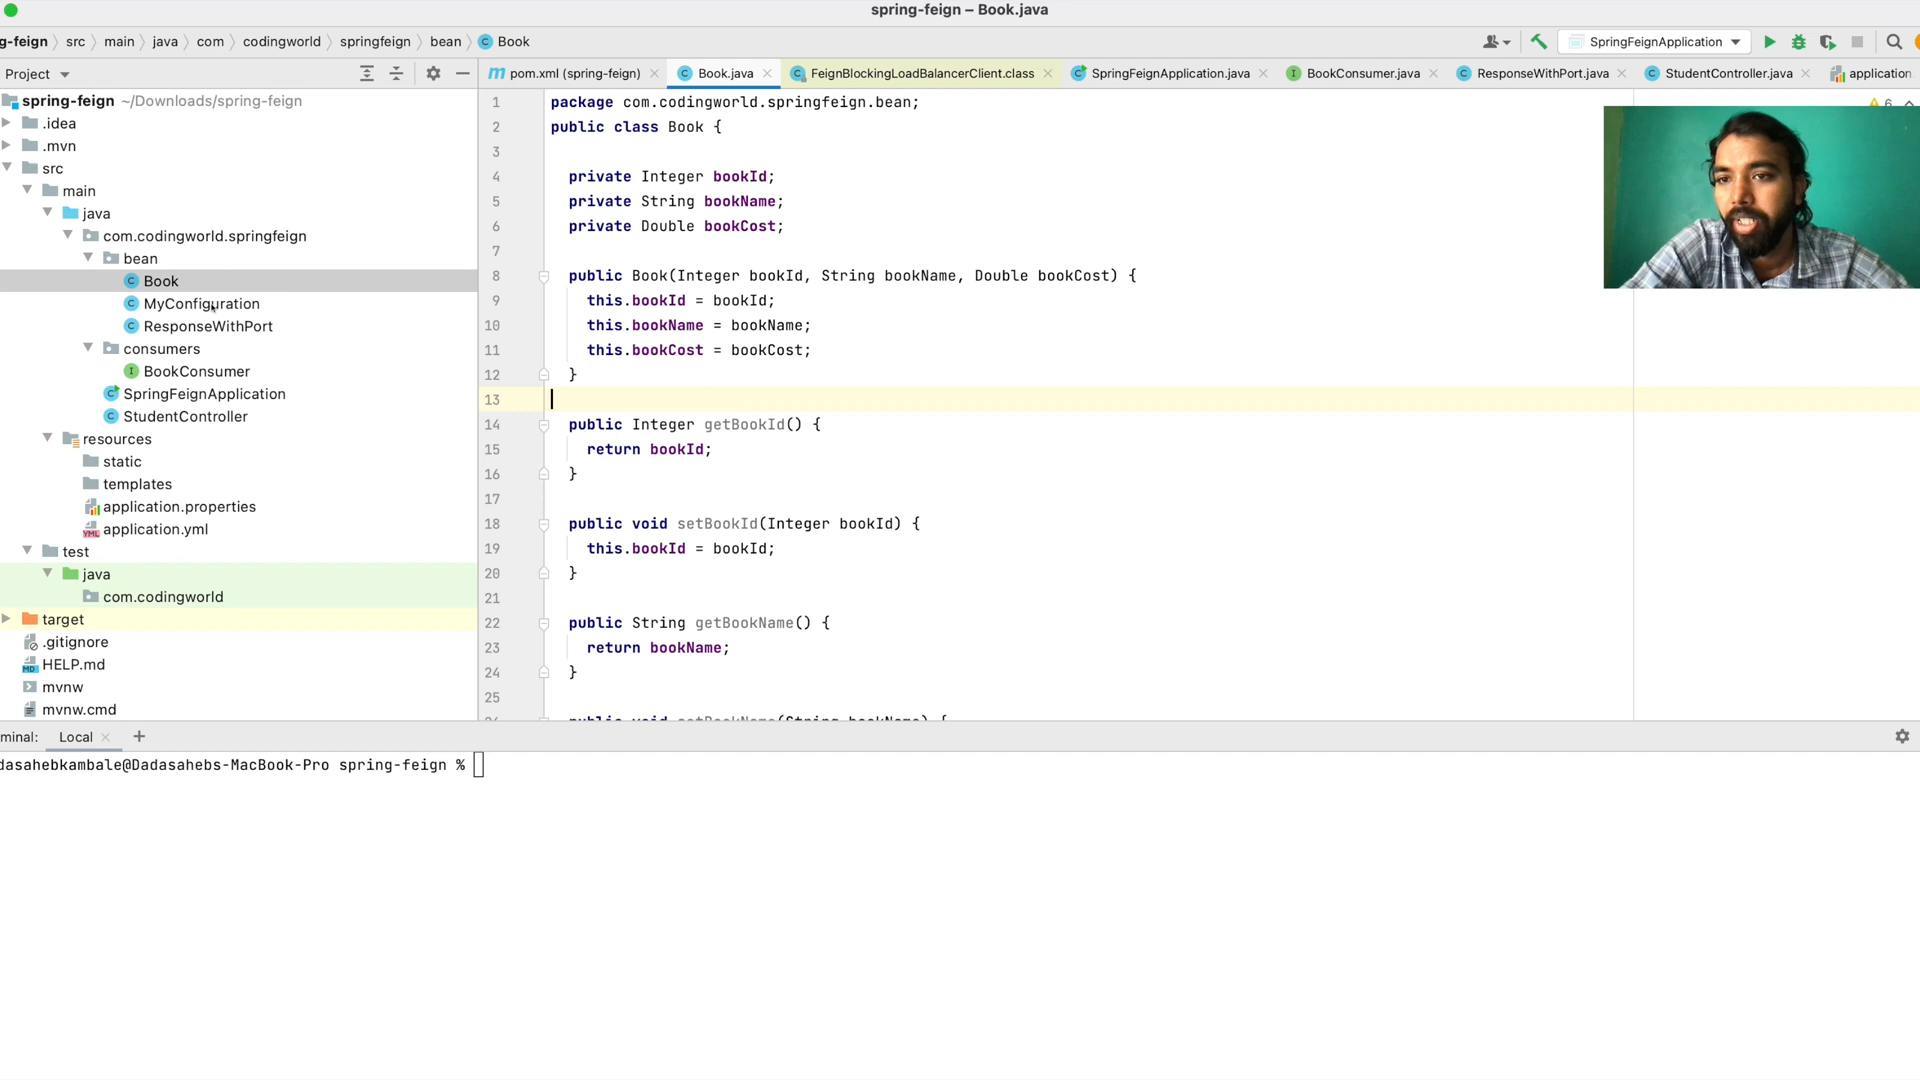 spring-feign – Book.java
g-feign
src
main
java
com
codingworld
springfeign
bean
Book
SpringFeignApplication
Project
pom.xml (spring-feign)
Book.java
FeignBlockingLoadBalancerClient.class
SpringFeignApplication.java
BookConsumer.java
ResponseWithPort.java
StudentController.java
application
spring-feign ~/Downloads/spring-feign
.idea
.mvn
src
main
java
com.codingworld.springfeign
bean
Book
MyConfiguration
ResponseWithPort
consumers
BookConsumer
SpringFeignApplication
StudentController
resources
static
templates
application.properties
application.yml
test
java
com.codingworld
target
.gitignore
HELP.md
mvnw
mvnw.cmd
1 package com.codingworld.springfeign.bean;
2 public class Book {
3
4 private Integer bookId;
5 private String bookName;
6 private Double bookCost;
7
8 public Book(Integer bookId, String bookName, Double bookCost) {
9 this.bookId = bookId;
10 this.bookName = bookName;
11 this.bookCost = bookCost;
12 }
13
14 public Integer getBookId() {
15 return bookId;
16 }
17
18 public void setBookId(Integer bookId) {
19 this.bookId = bookId;
20 }
21
22 public String getBookName() {
23 return bookName;
24 }
25
public void setBookName(String bookName) {
6
minal:
Local
dasahebkambale@Dadasahebs-MacBook-Pro spring-feign %